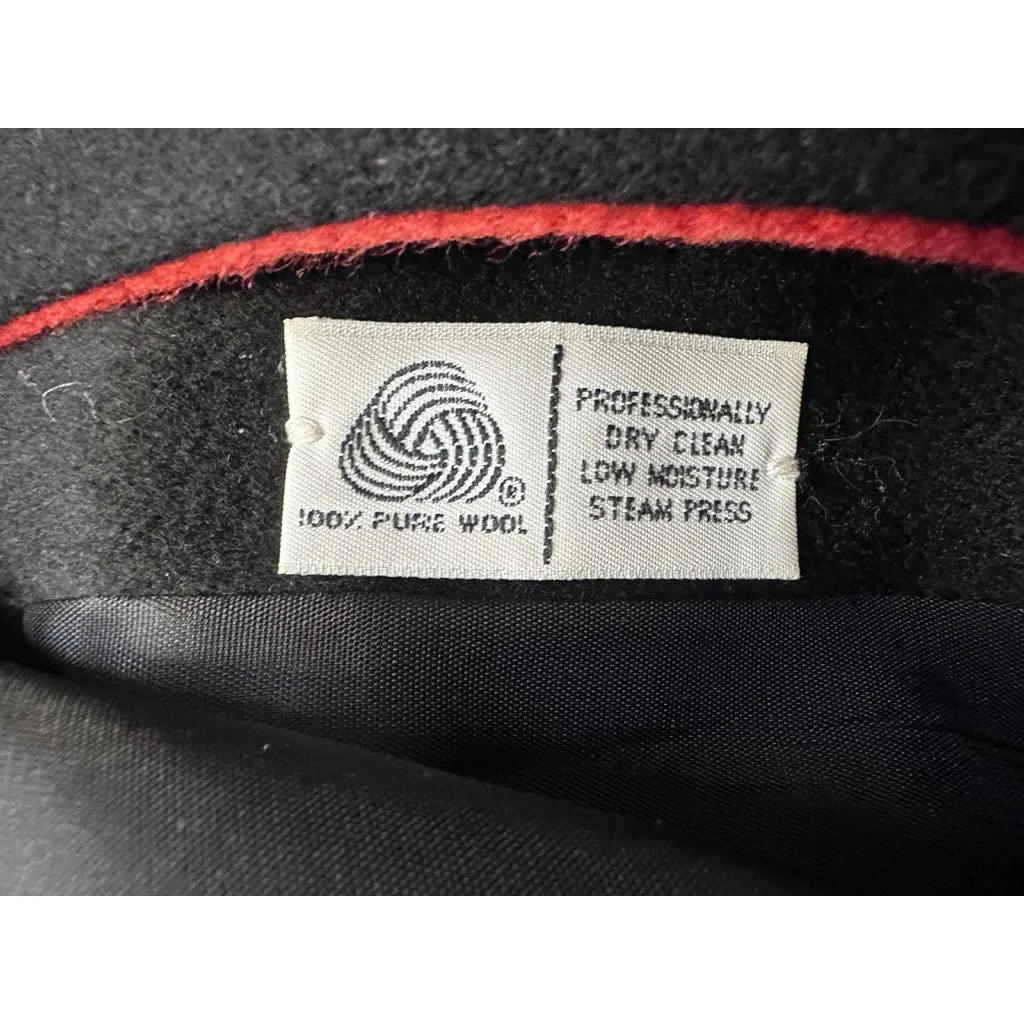 ®
100% PURE WOOL
PROFESSIONALLY
DRY CLEAN
LOW MOISTURE
STEAM PRESS